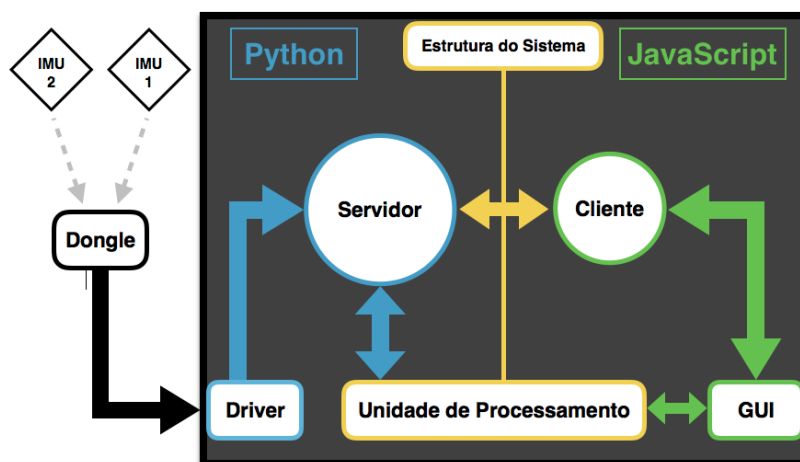 IMU
2
IMU
1
Python
Estrutura do Sistema
JavaScript
Dongle
Servidor
Cliente
Driver
Unidade de Processamento
GUI